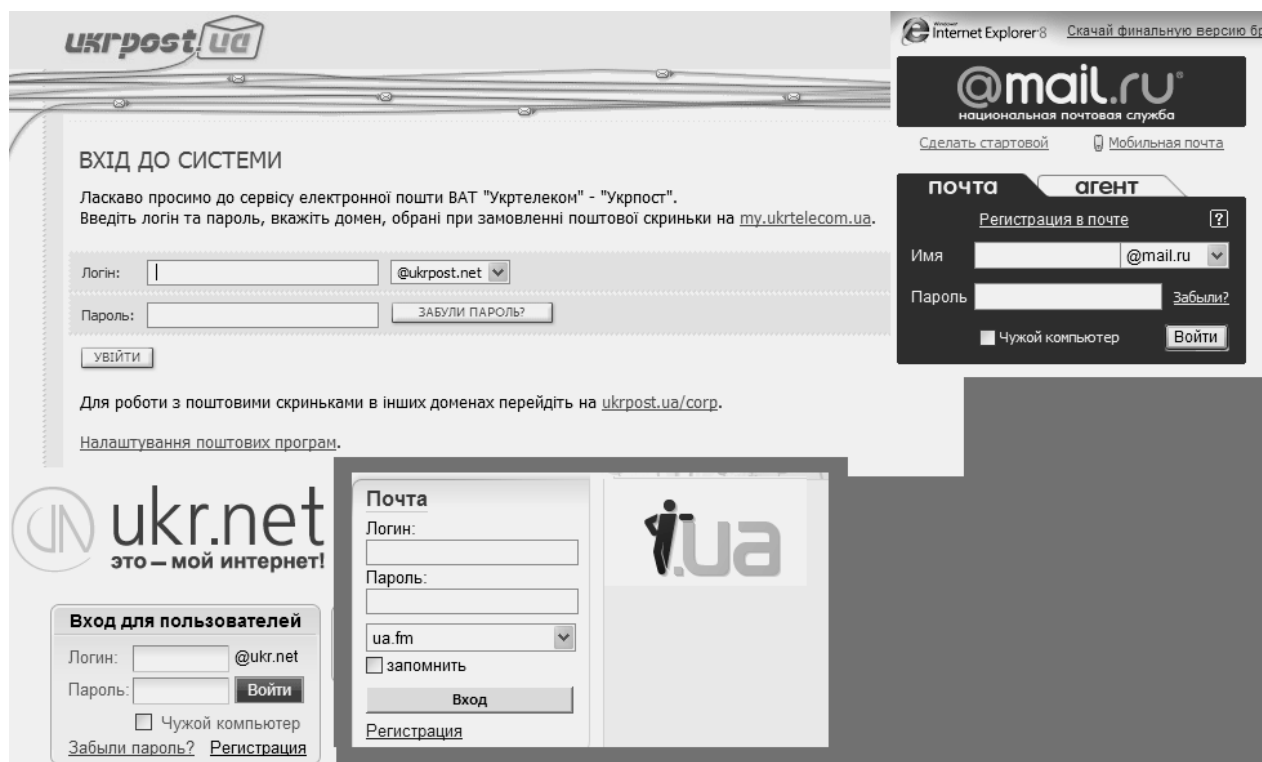 ukrpost.ua
ВХІД ДО СИСТЕМИ
Ласкаво просимо до сервісу електронної пошти ВАТ "Укртелеком" - "Укрпост".
Введіть логін та пароль, вкажіть домен, обрані при замовленні поштової скриньки на my.ukrtelecom.ua.
Логін: @ukrpost.net
Пароль: ЗАБУЛИ ПАРОЛЬ?
УВІЙТИ
Для роботи з поштовими скриньками в інших доменах перейдіть на ukrpost.ua/corp.
Налаштування поштових програм.
Windows Internet Explorer 8 Скачай финальную версию бр
@mail.ru®
национальная почтовая служба
Сделать стартовой Мобильная почта
почта агент
Регистрация в почте ?
Имя @mail.ru
Пароль Забыли?
Чужой компьютер Войти
ukr.net
это – мой интернет!
Вход для пользователей
Логин: @ukr.net
Пароль: Войти
Чужой компьютер
Забыли пароль? Регистрация
Почта
Логин:
Пароль:
ua.fm
запомнить
Вход
Регистрация
i.ua